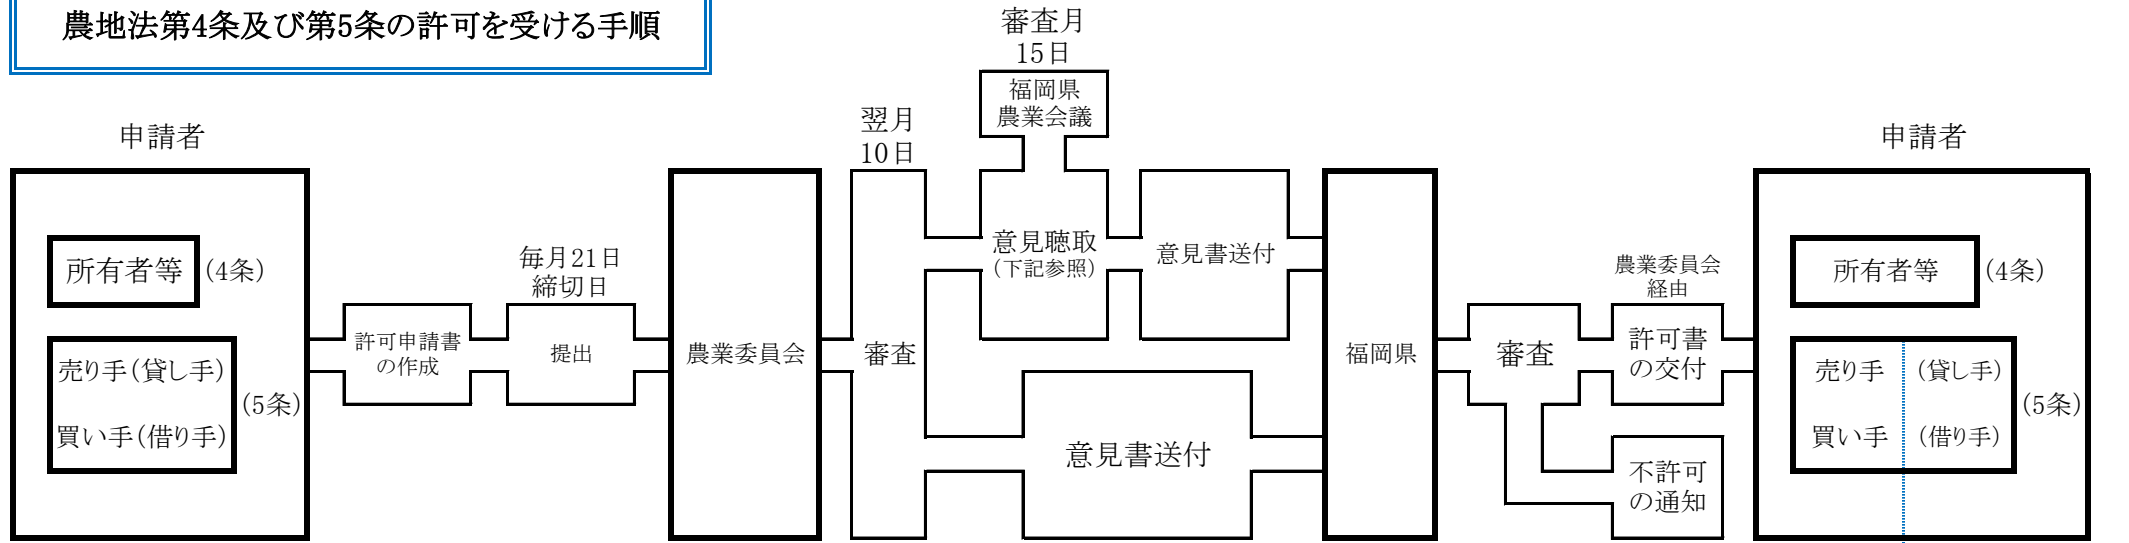 農地法第4条及び第5条の許可を受ける手順
申請者
所有者等
(4条)
売り手(貸し手)
買い手(借り手)
(5条)
許可申請書
の作成
毎月21日
締切日
提出
農業委員会
翌月
10日
審査
審査月
15日
福岡県
農業会議
意見聴取
(下記参照)
意見書送付
意見書送付
福岡県
審査
農業委員会
経由
許可書
の交付
不許可
の通知
申請者
所有者等
(4条)
売り手 (貸し手)
買い手 (借り手)
(5条)